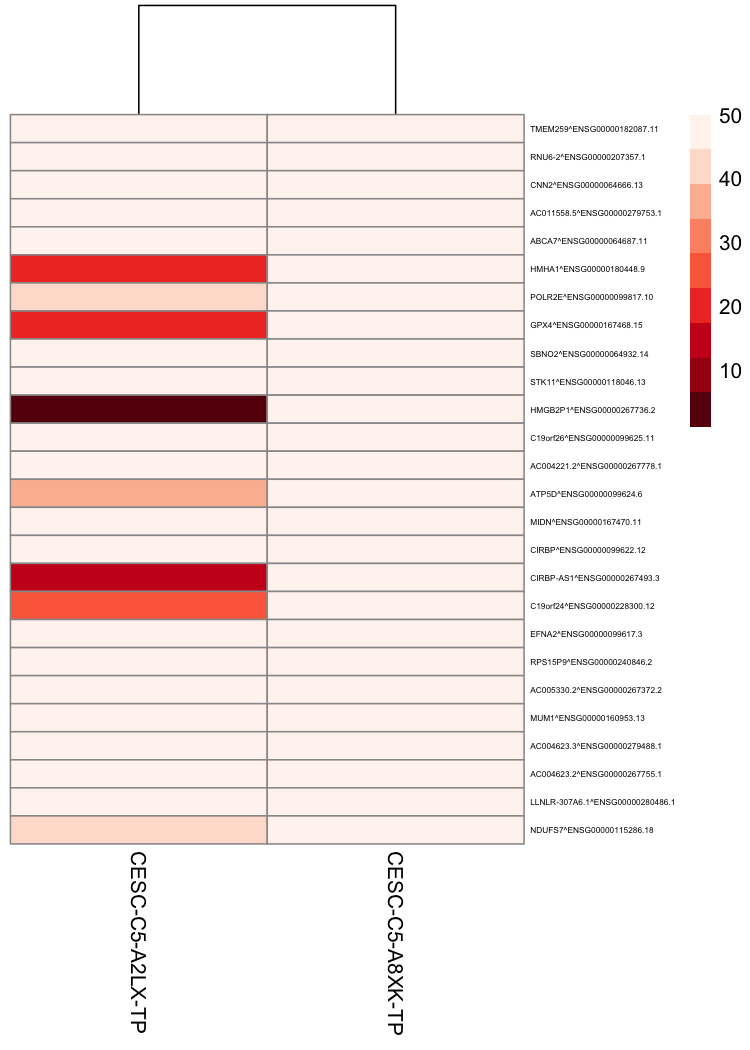 50
TMEM259^ENSG00000182087.11
RNU6-2^ENSG00000207357.1
40
CNN2^ENSG00000064666.13
AC011558.5^ENSG00000279753.1
ABCA7^ENSG00000064687.11
30
HMHA1^ENSG00000180448.9
POLR2E^ENSG00000099817.10
20
GPX4^ENSG00000167468.15
SBNO2^ENSG00000064932.14
10
STK11^ENSG00000118046.13
HMGB2P1^ENSG00000267736.2
C19orf26^ENSG00000099625.11
AC004221.2^ENSG00000267778.1
ATP5D^ENSG00000099624.6
MIDN^ENSG00000167470.11
CIRBP^ENSG00000099622.12
CIRBP-AS1^ENSG00000267493.3
C19orf24^ENSG00000228300.12
EFNA2^ENSG00000099617.3
RPS15P9^ENSG00000240846.2
AC005330.2^ENSG00000267372.2
MUM1^ENSG00000160953.13
AC004623.3^ENSG00000279488.1
AC004623.2^ENSG00000267755.1
LLNLR-307A6.1^ENSG00000280486.1
NDUFS7^ENSG00000115286.18
CESC-C5-A2LX-TP
CESC-C5-A8XK-TP